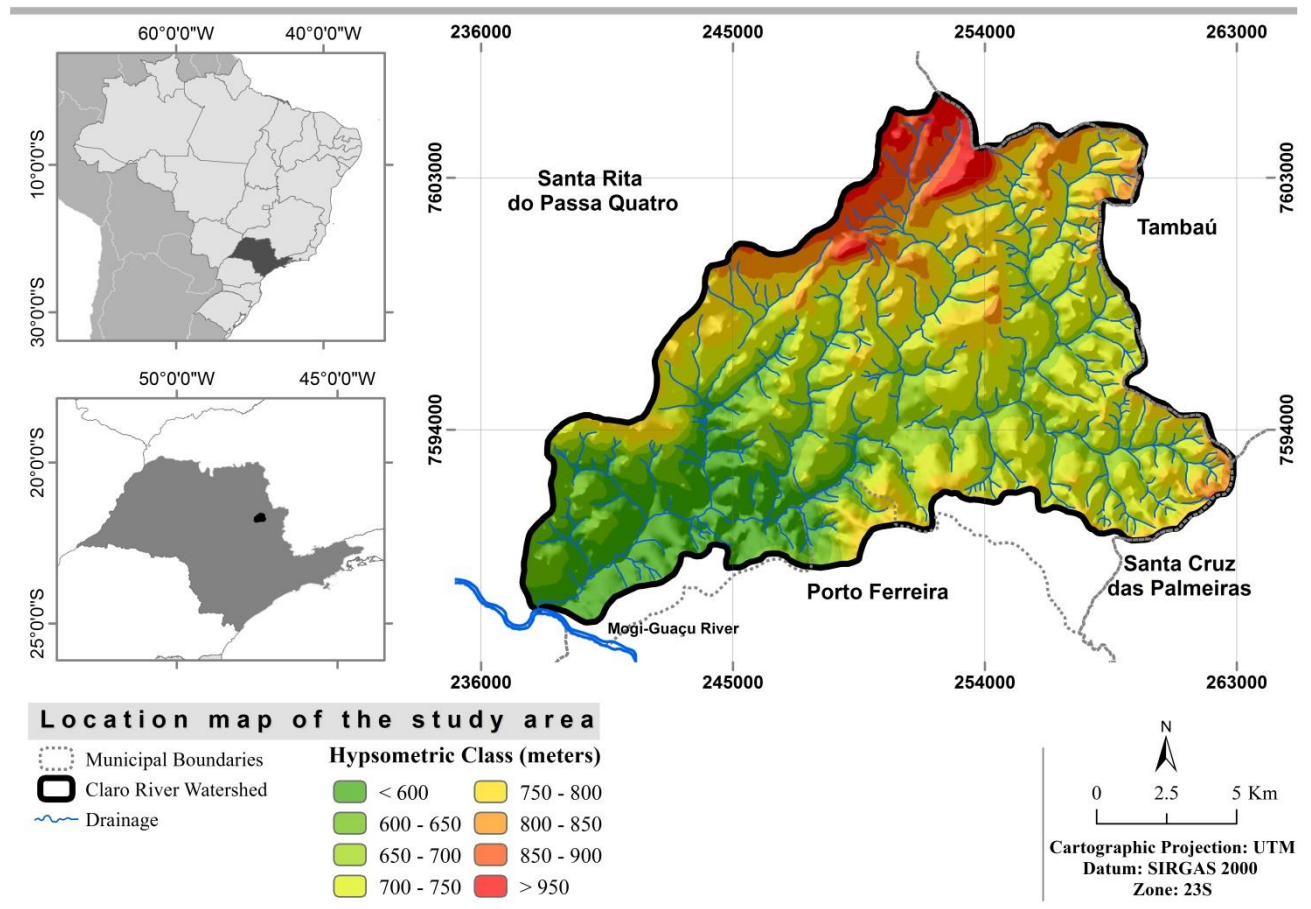 60°0'0"W
40°0'0"W
10°0'0"S
30°0'0"S
50°0'0"W
45°0'0"W
20°0'0"S
25°0'0"S
236000
245000
254000
263000
7603000
7603000
7594000
7594000
Santa Rita
do Passa Quatro
Tambaú
Santa Cruz
das Palmeiras
Porto Ferreira
Mogi-Guaçu River
236000
245000
254000
263000
Location map of the study area
Municipal Boundaries
Claro River Watershed
Drainage
Hypsometric Class (meters)
< 600
600 - 650
650 - 700
700 - 750
750 - 800
800 - 850
850 - 900
> 950
N
0 2.5 5 Km
Cartographic Projection: UTM
Datum: SIRGAS 2000
Zone: 23S